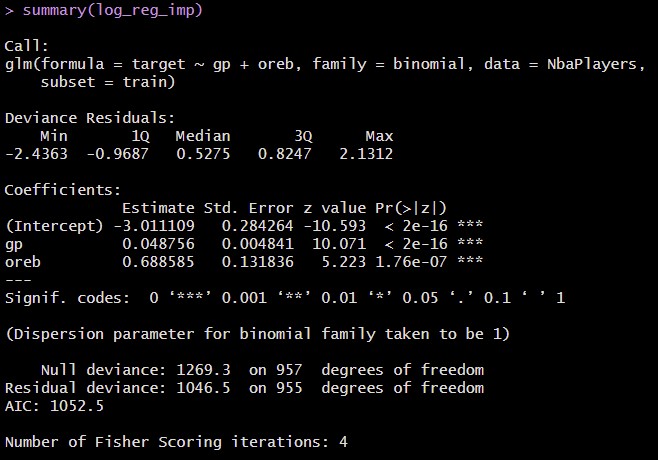 > summary(log_reg_imp)
Call:
glm(formula = target ~ gp + oreb, family = binomial, data = NbaPlayers,
    subset = train)
Deviance Residuals:
    Min       1Q   Median       3Q      Max
-2.4363  -0.9687   0.5275   0.8247   2.1312
Coefficients:
             Estimate Std. Error z value Pr(>|z|)
(Intercept) -3.011109   0.284264 -10.593  < 2e-16 ***
gp           0.048756   0.004841  10.071  < 2e-16 ***
oreb         0.688585   0.131836   5.223 1.76e-07 ***
---
Signif. codes:  0 ‘***’ 0.001 ‘**’ 0.01 ‘*’ 0.05 ‘.’ 0.1 ‘ ’ 1
(Dispersion parameter for binomial family taken to be 1)
    Null deviance: 1269.3  on 957  degrees of freedom
Residual deviance: 1046.5  on 955  degrees of freedom
AIC: 1052.5
Number of Fisher Scoring iterations: 4